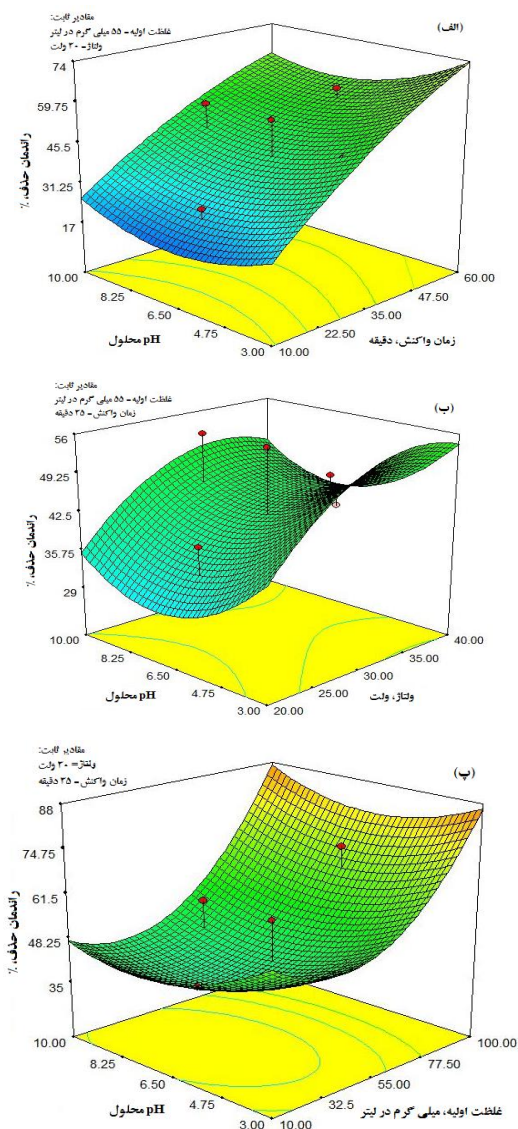 مقادیر ثابت:
غلظت اولیه- ۵۵ میلی گرم در لیتر
ولتاژ- ۳۰ ولت
(الف)
74
59.75
45.5
31.25
17
راندمان حذف، ٪
10.00
8.25
6.50
4.75
3.00
pH محلول
10.00
22.50
35.00
47.50
60.00
زمان واکنش، دقیقه
مقادیر ثابت:
غلظت اولیه- ۵۵ میلی گرم در لیتر
زمان واکنش- ۳۵ دقیقه
(ب)
56
49.25
42.5
35.75
29
راندمان حذف، ٪
10.00
8.25
6.50
4.75
3.00
pH محلول
20.00
25.00
30.00
35.00
40.00
ولتاژ، ولت
مقادیر ثابت:
ولتاژ= ۳۰ ولت
زمان واکنش- ۳۵ دقیقه
(پ)
88
74.75
61.5
48.25
35
راندمان حذف، ٪
10.00
8.25
6.50
4.75
3.00
pH محلول
10.00
32.5
55.00
77.50
100.00
غلظت اولیه، میلی گرم در لیتر